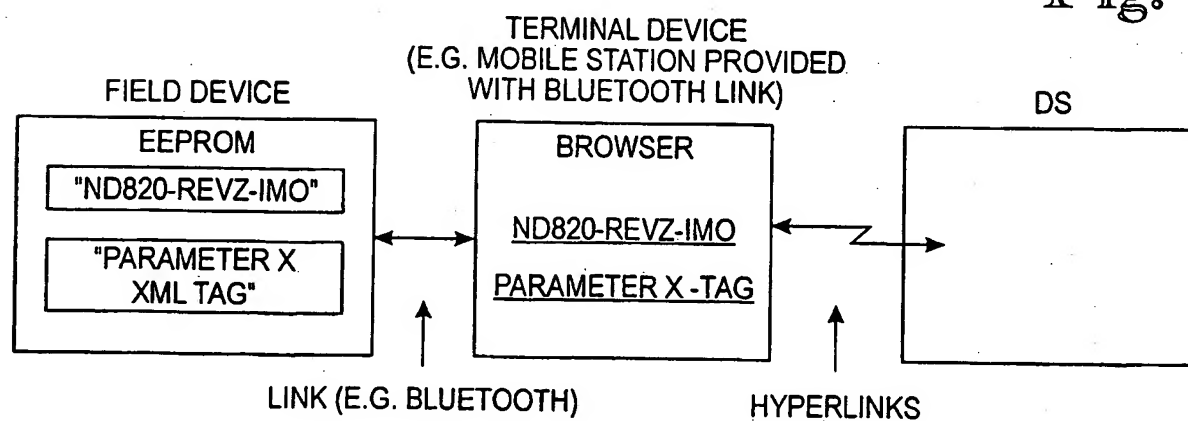 Fig.
TERMINAL DEVICE
(E.G. MOBILE STATION PROVIDED
WITH BLUETOOTH LINK)
FIELD DEVICE
DS
EEPROM
BROWSER
"ND820-REVZ-IMO"
ND820-REVZ-IMO
"PARAMETER X
XML TAG"
PARAMETER X -TAG
LINK (E.G. BLUETOOTH)
HYPERLINKS